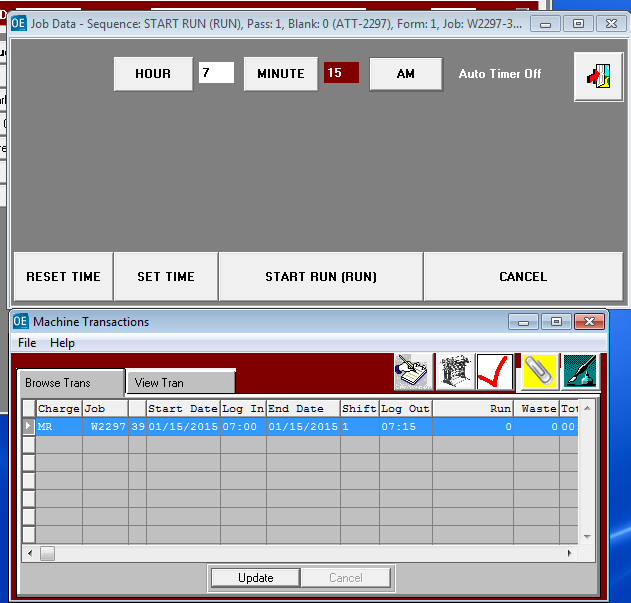 OE Job Data - Sequence: START RUN (RUN), Pass: 1, Blank: 0 (ATT-2297), Form: 1, Job: W2297-3...
HOUR 7 MINUTE 15 AM Auto Timer Off
RESET TIME SET TIME START RUN (RUN) CANCEL
OE Machine Transactions
File Help
Browse Trans View Tran
Charge Job Start Date Log In End Date Shift Log Out Run Waste Tot
MR W2297 39 01/15/2015 07:00 01/15/2015 1 07:15 0 0 00:
Update Cancel